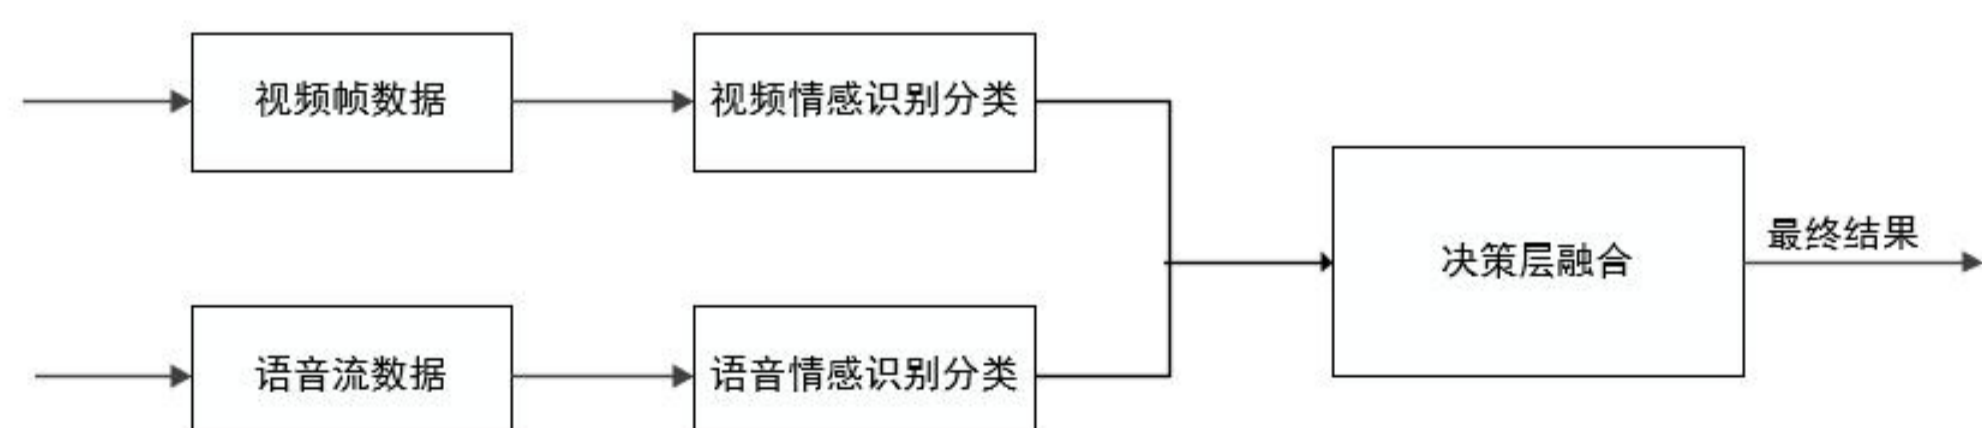 视频帧数据
视频情感识别分类
语音流数据
语音情感识别分类
决策层融合
最终结果